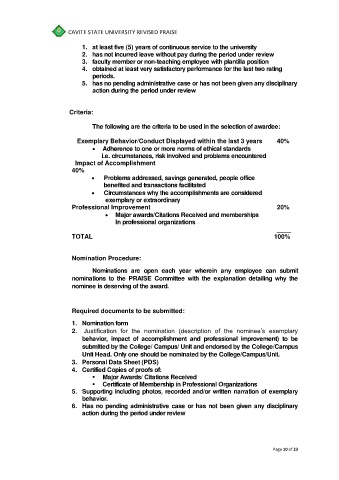 CAVITE STATE UNIVERSITY REVISED PRAISE
1. at least five (5) years of continuous service to the university
2. has not incurred leave without pay during the period under review
3. faculty member or non-teaching employee with plantilla position
4. obtained at least very satisfactory performance for the last two rating
periods.
5. has no pending administrative case or has not been given any disciplinary
action during the period under review
Criteria:
The following are the criteria to be used in the selection of awardee:
Exemplary Behavior/Conduct Displayed within the last 3 years 40%
• Adherence to one or more norms of ethical standards
i.e. circumstances, risk involved and problems encountered
Impact of Accomplishment
40%
• Problems addressed, savings generated, people office
benefited and transactions facilitated
• Circumstances why the accomplishments are considered
exemplary or extraordinary
Professional Improvement 20%
• Major awards/Citations Received and memberships
in professional organizations
TOTAL 100%
Nomination Procedure:
Nominations are open each year wherein any employee can submit
nominations to the PRAISE Committee with the explanation detailing why the
nominee is deserving of the award.
Required documents to be submitted:
1. Nomination form
2. Justification for the nomination (description of the nominee's exemplary
behavior, impact of accomplishment and professional improvement) to be
submitted by the College/ Campus/ Unit and endorsed by the College/Campus
Unit Head. Only one should be nominated by the College/Campus/Unit.
3. Personal Data Sheet (PDS)
4. Certified Copies of proofs of:
• Major Awards/ Citations Received
• Certificate of Membership in Professional Organizations
5. Supporting including photos, recorded and/or written narration of exemplary
behavior.
6. Has no pending administrative case or has not been given any disciplinary
action during the period under review
Page 10 of 23